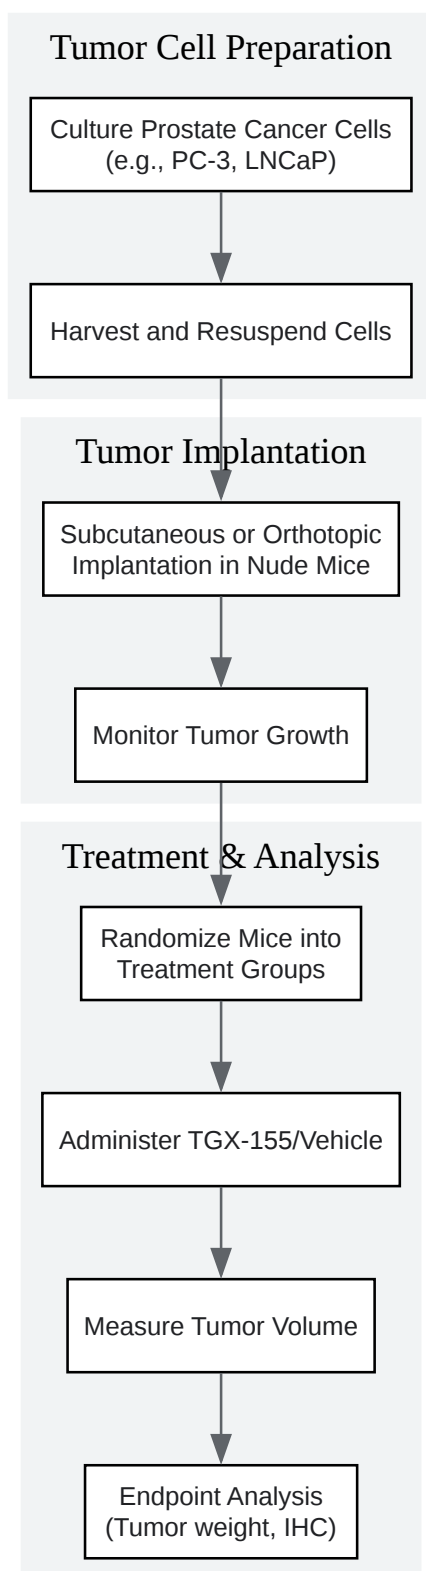 Tumor Cell Preparation
Culture Prostate Cancer Cells
(e.g., PC-3, LNCaP)
Harvest and Resuspend Cells
Tumor Implantation
Subcutaneous or Orthotopic
Implantation in Nude Mice
Monitor Tumor Growth
Treatment & Analysis
Randomize Mice into
Treatment Groups
Administer TGX-155/Vehicle
Measure Tumor Volume
Endpoint Analysis
(Tumor weight, IHC)